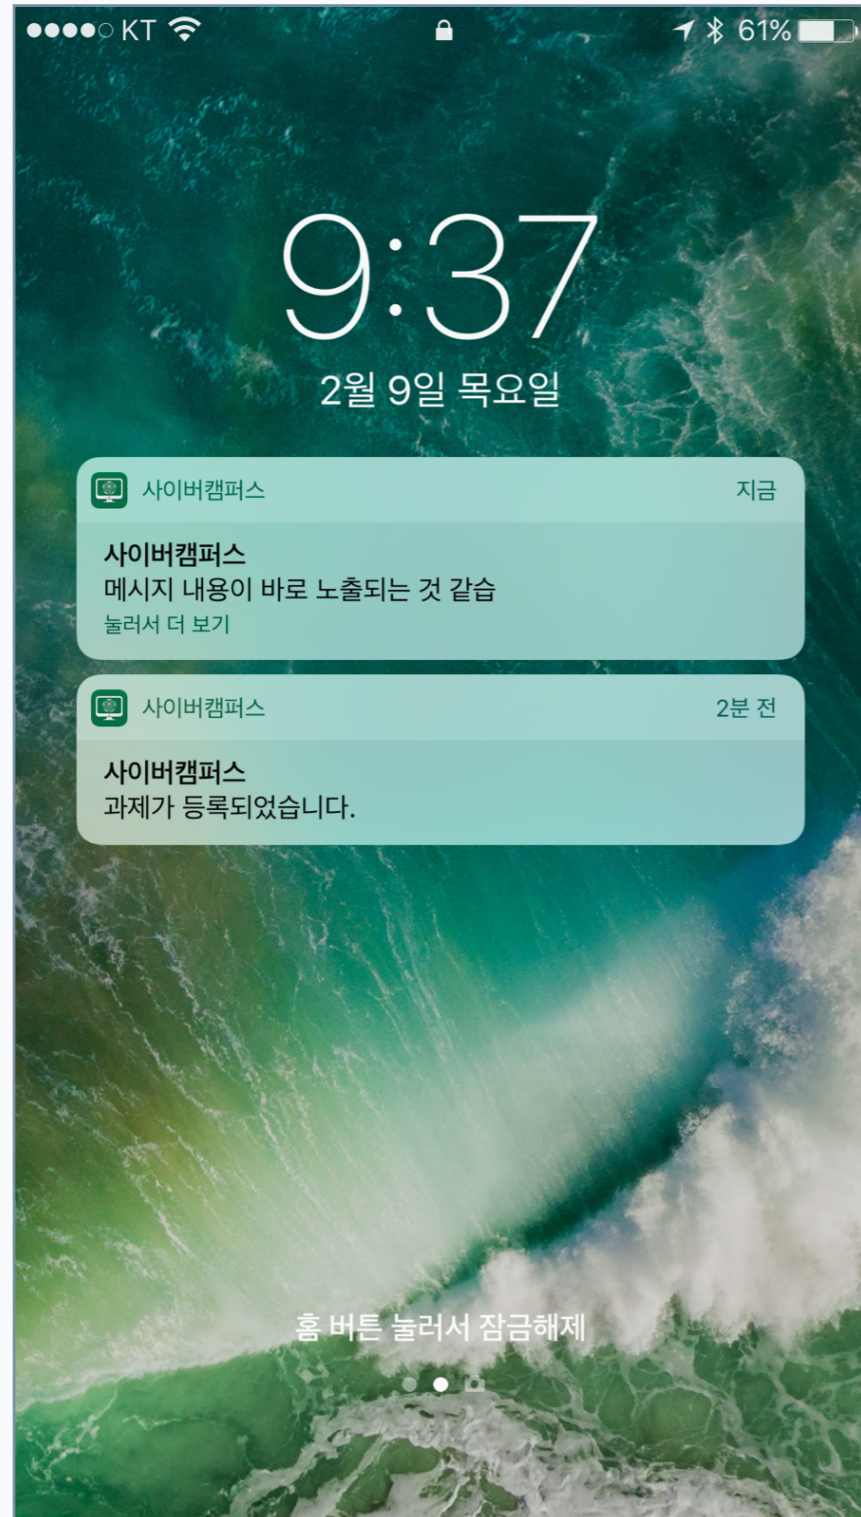 KT 61%
9:37
2월 9일 목요일
사이버캠퍼스 지금
사이버캠퍼스
메시지 내용이 바로 노출되는 것 같습
눌러서 더 보기
사이버캠퍼스 2분 전
사이버캠퍼스
과제가 등록되었습니다.
홈 버튼 눌러서 잠금해제